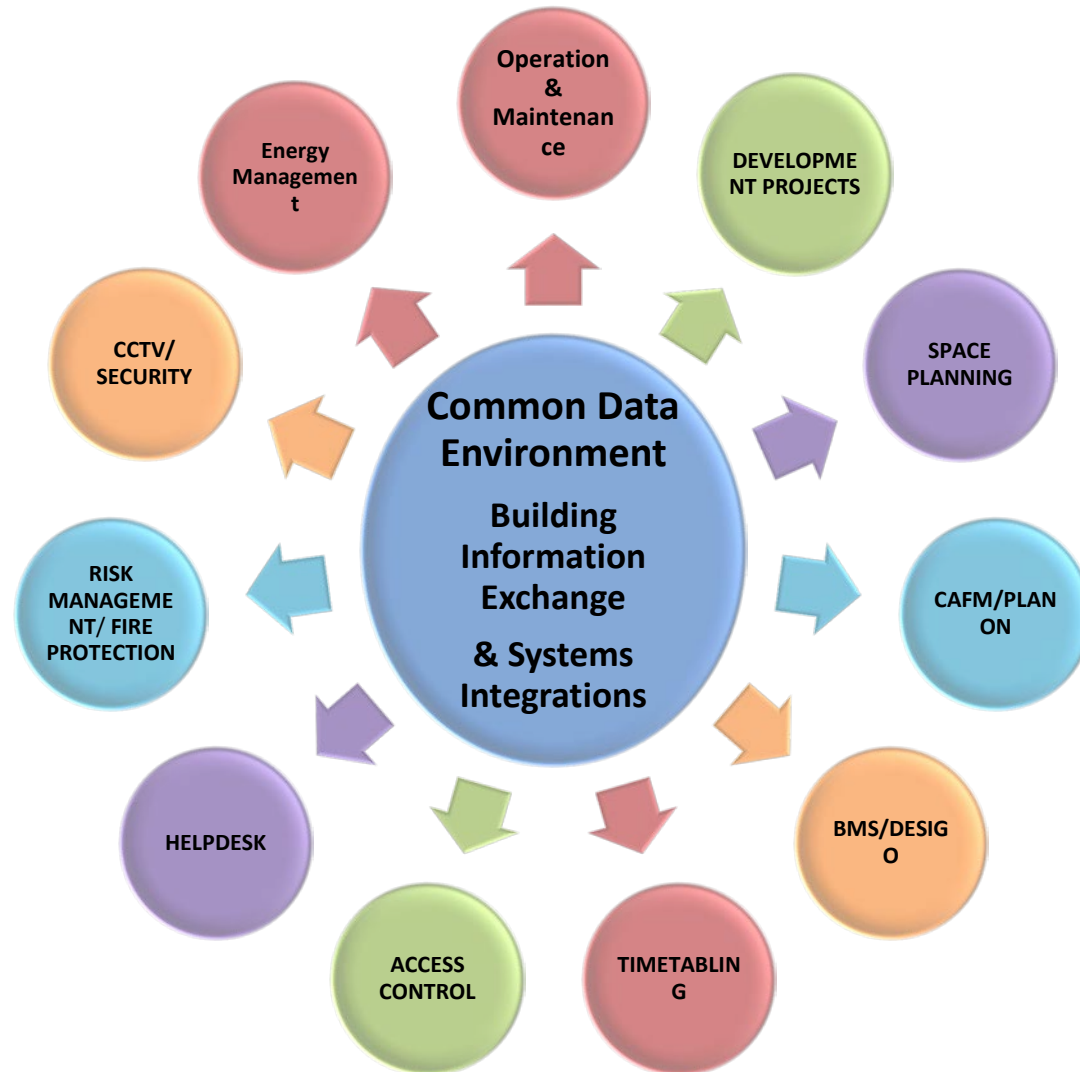 Operation
&
Maintenan
ce
DEVELOPME
NT PROJECTS
SPACE
PLANNING
CAFM/PLAN
ON
BMS/DESIG
O
TIMETABLIN
G
ACCESS
CONTROL
HELPDESK
RISK
MANAGEME
NT/ FIRE
PROTECTION
CCTV/
SECURITY
Energy
Managemen
t
Common Data
Environment
Building
Information
Exchange
& Systems
Integrations